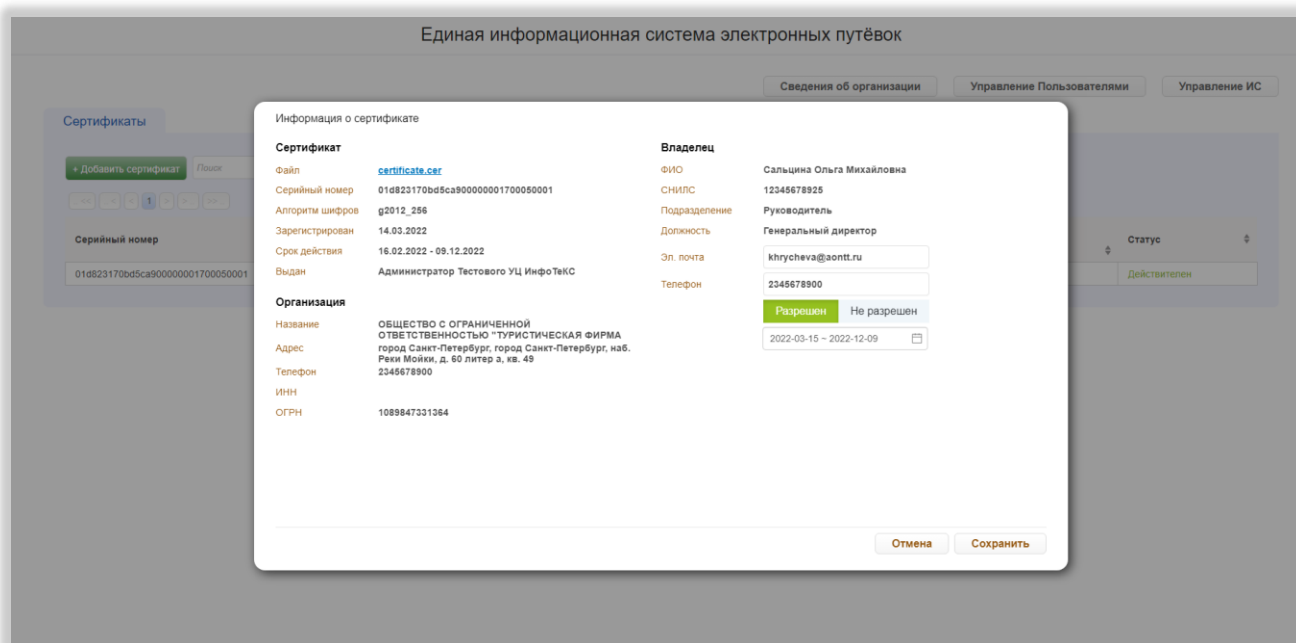 Единая информационная система электронных путёвок
Сведения об организации
Управление Пользователями
Управление ИС
Сертификаты
+ Добавить сертификат
Поиск
<<
<
1
>
>>
Серийный номер
Статус
01d823170bd5ca900000001700050001
Действителен
Информация о сертификате
Сертификат
Файл certificate.cer
Серийный номер 01d823170bd5ca900000001700050001
Алгоритм шифров g2012_256
Зарегистрирован 14.03.2022
Срок действия 16.02.2022 - 09.12.2022
Выдан Администратор Тестового УЦ ИнфоТеКС
Организация
Название ОБЩЕСТВО С ОГРАНИЧЕННОЙ
ОТВЕТСТВЕННОСТЬЮ "ТУРИСТИЧЕСКАЯ ФИРМА
Адрес город Санкт-Петербург, город Санкт-Петербург, наб.
Реки Мойки, д. 60 литер а, кв. 49
Телефон 2345678900
ИНН
ОГРН 1089847331364
Владелец
ФИО Сальцина Ольга Михайловна
СНИЛС 12345678925
Подразделение Руководитель
Должность Генеральный директор
Эл. почта khrycheva@aontt.ru
Телефон 2345678900
Разрешен Не разрешен
2022-03-15 ~ 2022-12-09
Отмена
Сохранить